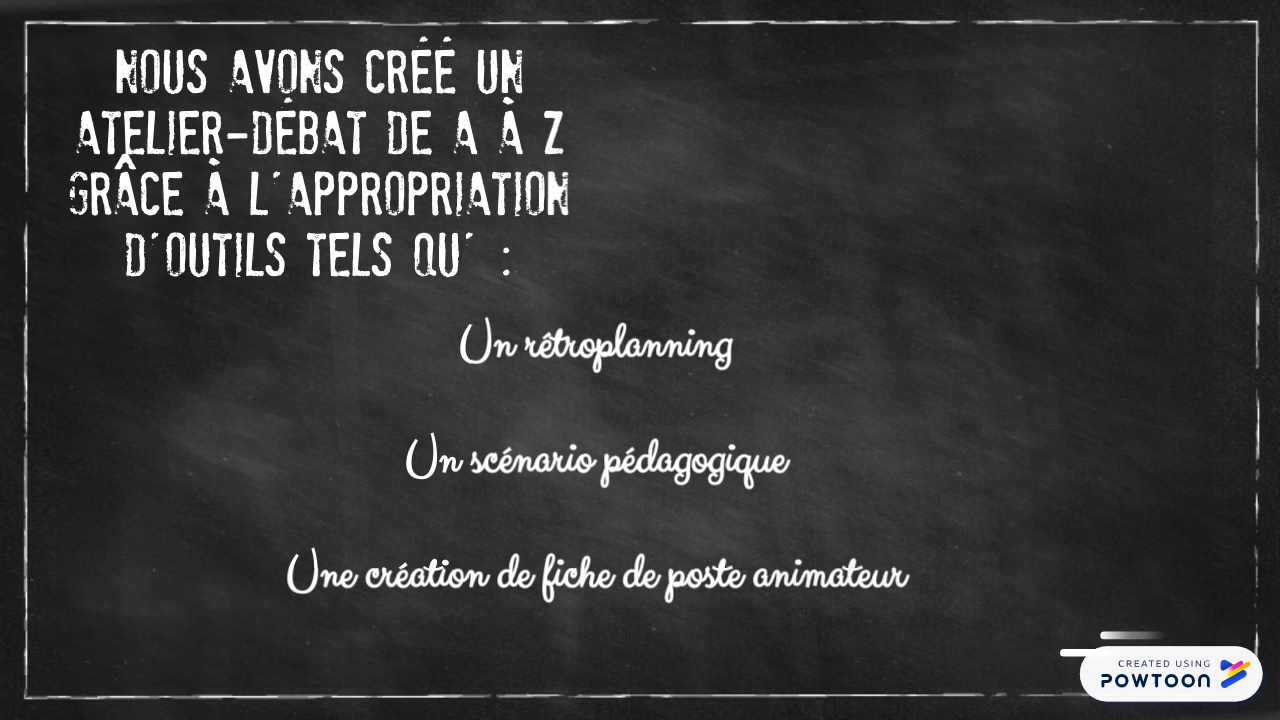 NOUS AVONS CRÉÉ UN
ATELIER-DÉBAT DE A À Z
GRÂCE À L'APPROPRIATION
D'OUTILS TELS QU' :
Un rêtroplanning
Un scénario pédagogique
Une création de fiche de poste animateur
CREATED USING
POWTOON